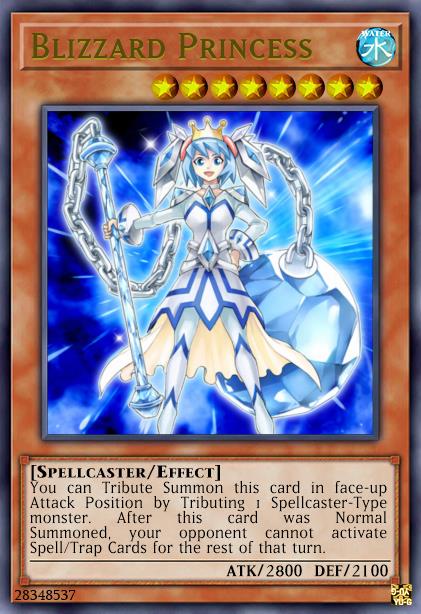 Blizzard Princess
WATER
水
[Spellcaster/Effect]
You can Tribute Summon this card in face-up
Attack Position by Tributing 1 Spellcaster-Type
monster. After this card was Normal
Summoned, your opponent cannot activate
Spell/Trap Cards for the rest of that turn.
ATK/2800 DEF/2100
28348537